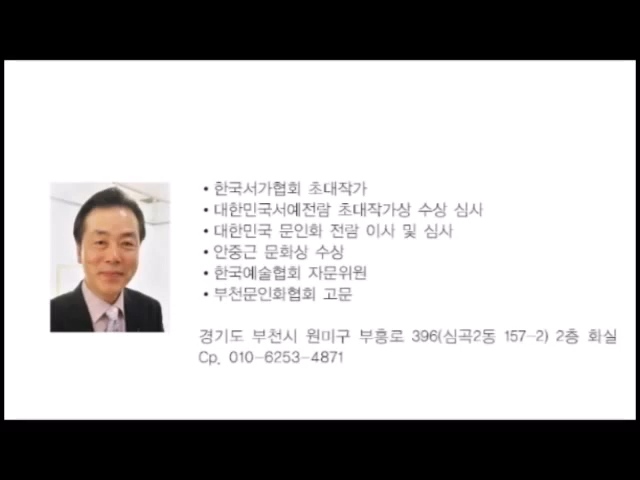 • 한국서가협회 초대작가
• 대한민국서예전람 초대작가상 수상 심사
• 대한민국 문인화 전람 이사 및 심사
• 안중근 문화상 수상
• 한국예술협회 자문위원
• 부천문인화협회 고문
경기도 부천시 원미구 부흥로 396(심곡2동 157-2) 2층 화실
Cp. 010-6253-4871